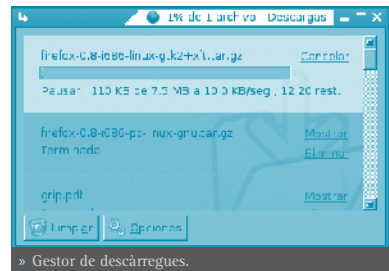 1% de 1 archivo Descargas
firefox-0.8-i686-linux-gtk2+xft.tar.gz
Cancelar
Pausar 110 KB de 7.5 MB a 10.0 KB/seg , 12:20 rest.
firefox-0.8-i686-pc-linux-gnu.tar.gz
Mostrar
Terminado
Eliminar
grip.pdf
Mostrar
Limpiar
Opciones
» Gestor de descàrregues.